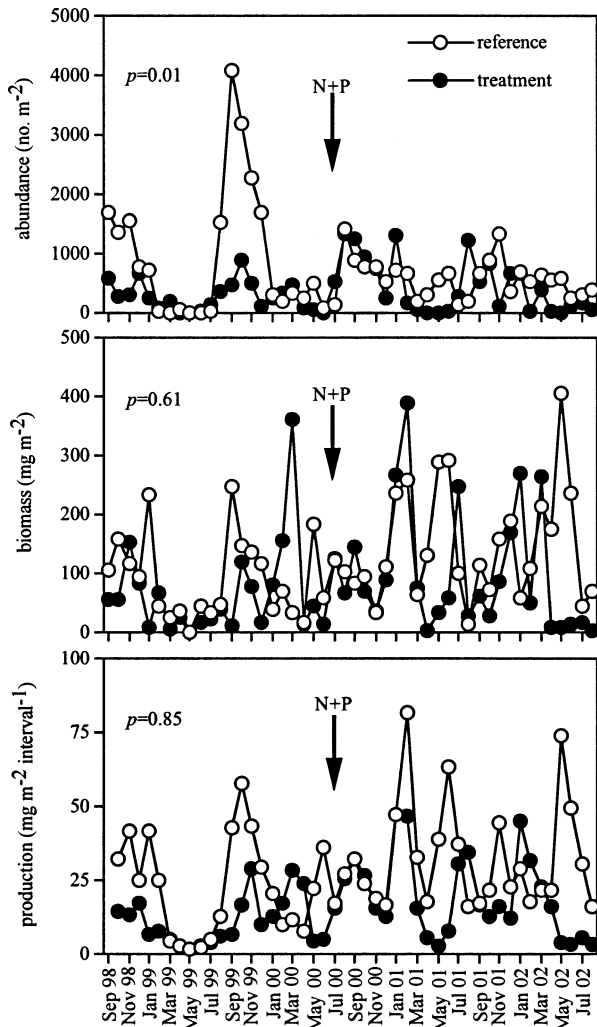 5000
4000
3000
2000
1000
0
abundance (no. m-2)
p=0.01
N+P
reference
treatment
500
400
300
200
100
0
biomass (mg m-2)
p=0.61
N+P
100
75
50
25
0
production (mg m-2 interval-1)
p=0.85
N+P
Sep 98
Nov 98
Jan 99
Mar 99
May 99
Jul 99
Sep 99
Nov 99
Jan 00
Mar 00
May 00
Jul 00
Sep 00
Nov 00
Jan 01
Mar 01
May 01
Jul 01
Sep 01
Nov 01
Jan 02
Mar 02
May 02
Jul 02